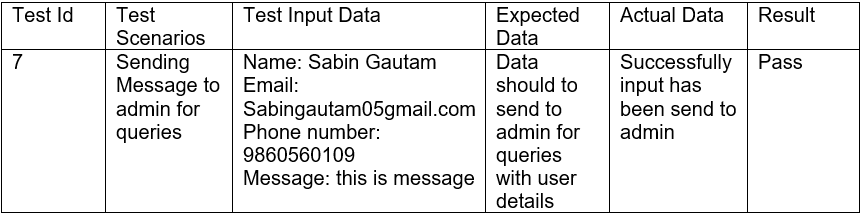 Test Id
Test
Scenarios
Test Input Data
Expected
Data
Actual Data
Result
7
Sending
Message to
admin for
queries
Name: Sabin Gautam
Email:
Sabingautam05gmail.com
Phone number:
9860560109
Message: this is message
Data
should to
send to
admin for
queries
with user
details
Successfully
input has
been send to
admin
Pass